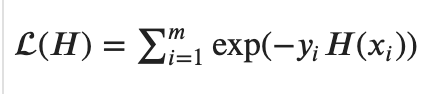 ℒ(H) = ∑ᵢ₌₁ᵐ exp(−yᵢ H(xᵢ))